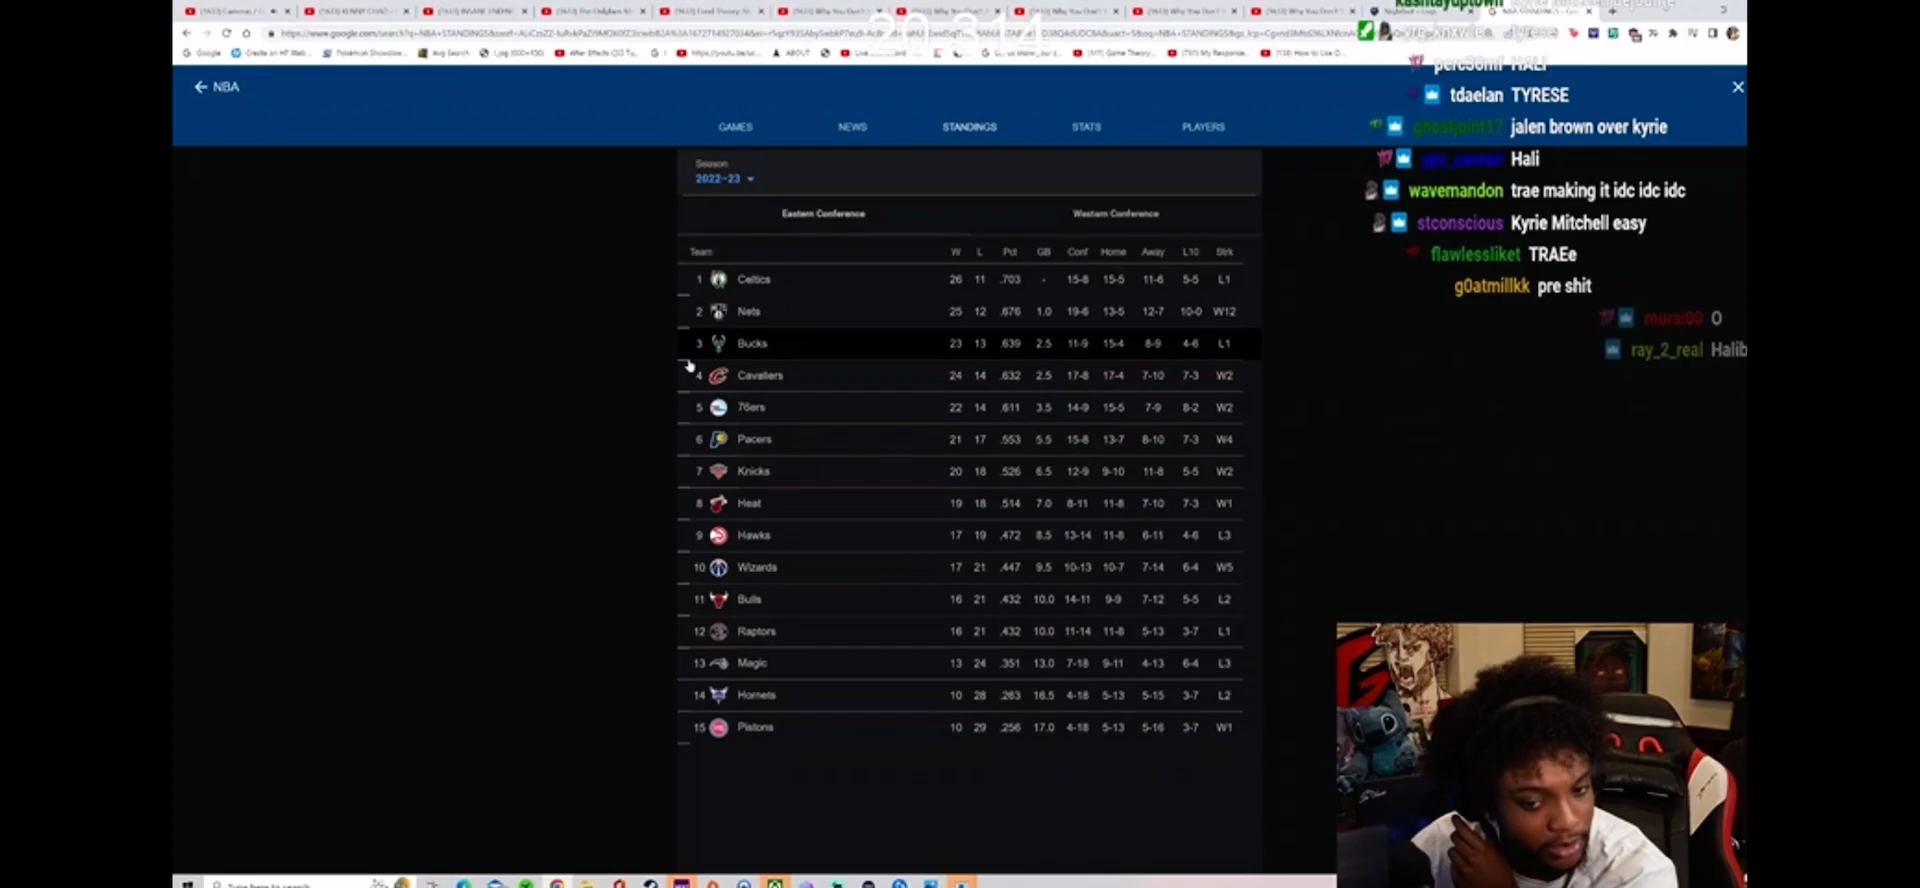 20,314
NBA
GAMES NEWS STANDINGS STATS PLAYERS
Season
2022-23
Eastern Conference Western Conference
Team W L Pct GB Conf Home Away L10 Strk
1 Celtics 26 11 .703 - 15-8 15-5 11-6 5-5 L1
2 Nets 25 12 .676 1.0 19-6 13-5 12-7 10-0 W12
3 Bucks 23 13 .639 2.5 11-9 15-4 8-9 4-6 L1
4 Cavaliers 24 14 .632 2.5 17-8 17-4 7-10 7-3 W2
5 76ers 22 14 .611 3.5 14-9 15-5 7-9 8-2 W2
6 Pacers 21 17 .553 5.5 15-8 13-7 8-10 7-3 W4
7 Knicks 20 18 .526 6.5 12-9 9-10 11-8 5-5 W2
8 Heat 19 18 .514 7.0 8-11 11-8 7-10 7-3 W1
9 Hawks 17 19 .472 8.5 13-14 11-8 6-11 4-6 L3
10 Wizards 17 21 .447 9.5 10-13 10-7 7-14 6-4 W5
11 Bulls 16 21 .432 10.0 14-11 9-9 7-12 5-5 L2
12 Raptors 16 21 .432 10.0 11-14 11-8 5-13 3-7 L1
13 Magic 13 24 .351 13.0 7-18 9-11 4-13 6-4 L3
14 Hornets 10 28 .263 16.5 4-18 5-13 5-15 3-7 L2
15 Pistons 10 29 .256 17.0 4-18 5-13 5-16 3-7 W1
kashtayuptown
perc30mf HALI
tdaelan TYRESE
ghostjoint17 jalen brown over kyrie
Hali
wavemandon trae making it idc idc idc
stconscious Kyrie Mitchell easy
flawlessliket TRAEe
g0atmillkk pre shit
mursi00 O
ray_2_real Halib
Type here to search